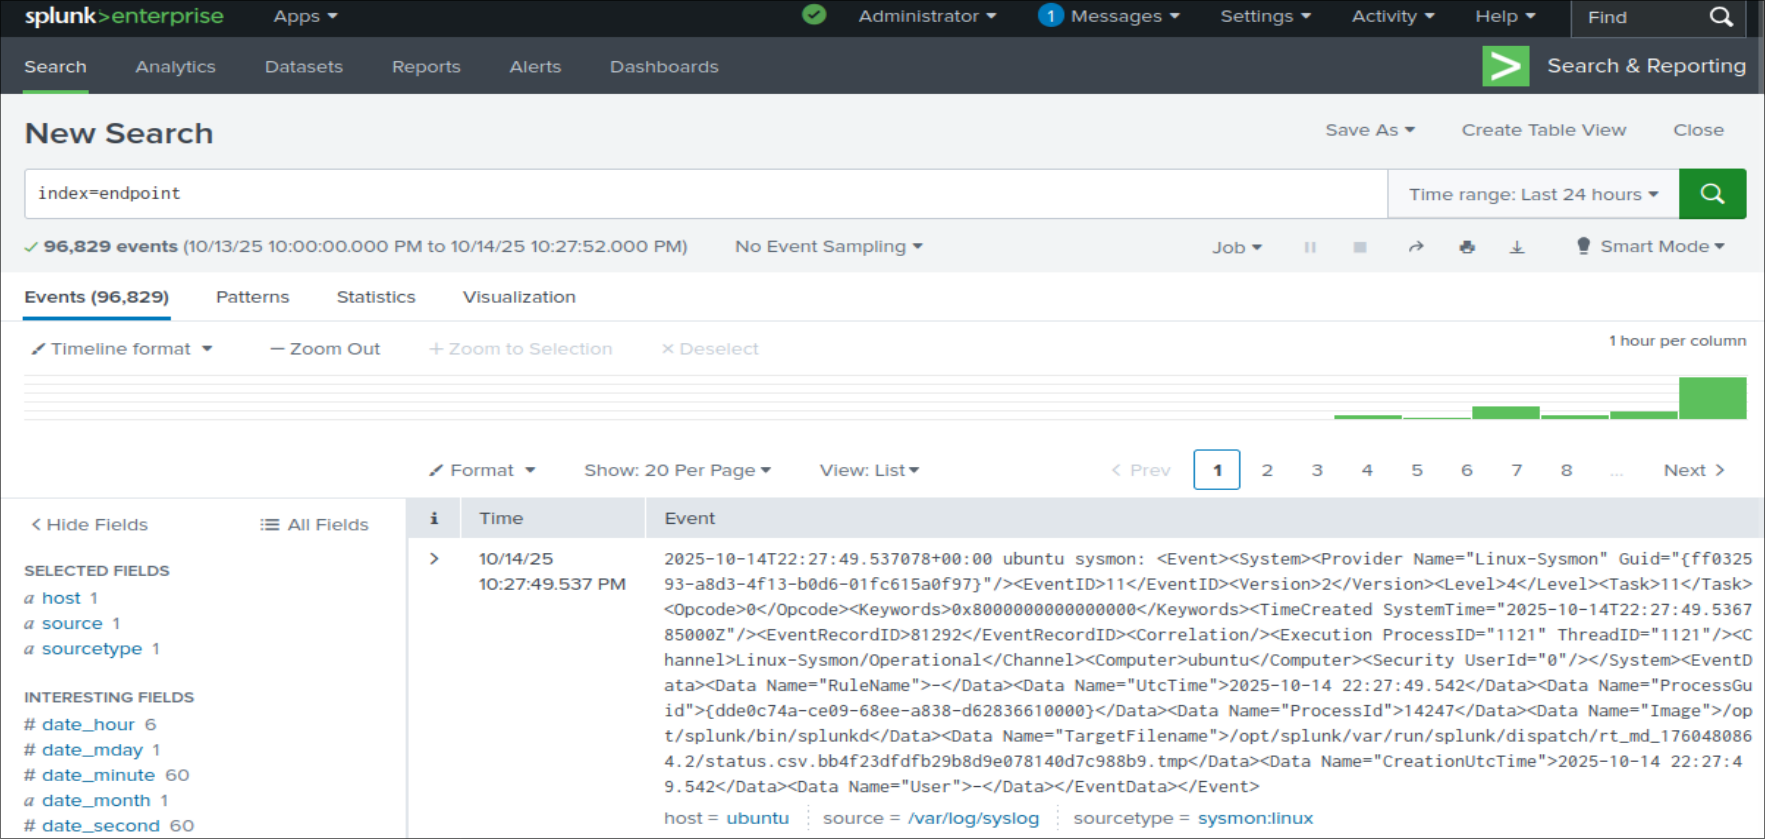 splunk>enterprise Apps Administrator 1 Messages Settings Activity Help Find
Search Analytics Datasets Reports Alerts Dashboards Search & Reporting
New Search Save As Create Table View Close
index=endpoint Time range: Last 24 hours
96,829 events (10/13/25 10:00:00.000 PM to 10/14/25 10:27:52.000 PM) No Event Sampling Job Smart Mode
Events (96,829) Patterns Statistics Visualization
Timeline format — Zoom Out + Zoom to Selection × Deselect
1 hour per column
Format Show: 20 Per Page View: List < Prev 1 2 3 4 5 6 7 8 ... Next >
< Hide Fields All Fields
SELECTED FIELDS
a host 1
a source 1
a sourcetype 1
INTERESTING FIELDS
# date_hour 6
# date_mday 1
# date_minute 60
a date_month 1
# date_second 60
i Time Event
> 10/14/25
10:27:49.537 PM
2025-10-14T22:27:49.537078+00:00 ubuntu sysmon: <Event><System><Provider Name="Linux-Sysmon" Guid="{ff0325
93-a8d3-4f13-b0d6-01fc615a0f97}"/><EventID>11</EventID><Version>2</Version><Level>4</Level><Task>11</Task>
<Opcode>0</Opcode><Keywords>0x8000000000000000</Keywords><TimeCreated SystemTime="2025-10-14T22:27:49.5367
85000Z"/><EventRecordID>81292</EventRecordID><Correlation/><Execution ProcessID="1121" ThreadID="1121"/><C
hannel>Linux-Sysmon/Operational</Channel><Computer>ubuntu</Computer><Security UserId="0"/></System><EventD
ata><Data Name="RuleName">-</Data><Data Name="UtcTime">2025-10-14 22:27:49.542</Data><Data Name="ProcessGu
id">{dde0c74a-ce09-68ee-a838-d62836610000}</Data><Data Name="ProcessId">14247</Data><Data Name="Image">/op
t/splunk/bin/splunkd</Data><Data Name="TargetFilename">/opt/splunk/var/run/splunk/dispatch/rt_md_176048086
4.2/status.csv.bb4f23dfdfb29b8d9e078140d7c988b9.tmp</Data><Data Name="CreationUtcTime">2025-10-14 22:27:4
9.542</Data><Data Name="User">-</Data></EventData></Event>
host = ubuntu source = /var/log/syslog sourcetype = sysmon:linux